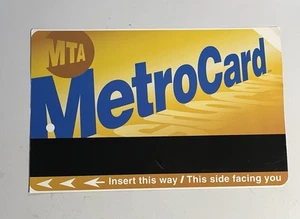 MTA
MetroCard
Insert this way / This side facing you